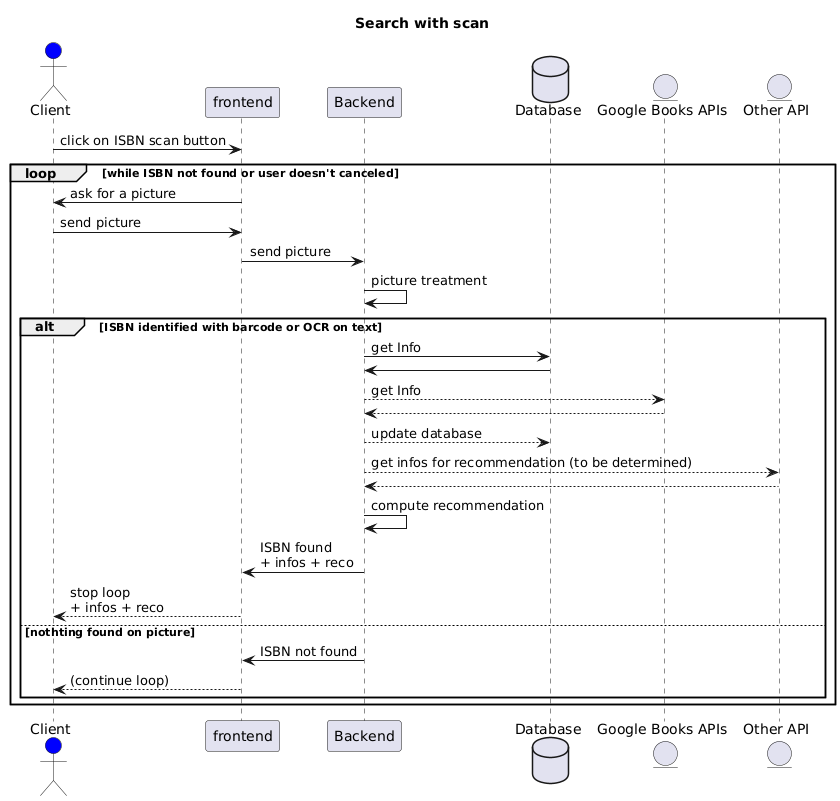 Search with scan
Client
frontend
Backend
Database
Google Books APIs
Other API
click on ISBN scan button
loop
[while ISBN not found or user doesn't canceled]
ask for a picture
send picture
send picture
picture treatment
alt
[ISBN identified with barcode or OCR on text]
get Info
get Info
update database
get infos for recommendation (to be determined)
compute recommendation
ISBN found
+ infos + reco
stop loop
+ infos + reco
[nothting found on picture]
ISBN not found
(continue loop)
Client
frontend
Backend
Database
Google Books APIs
Other API